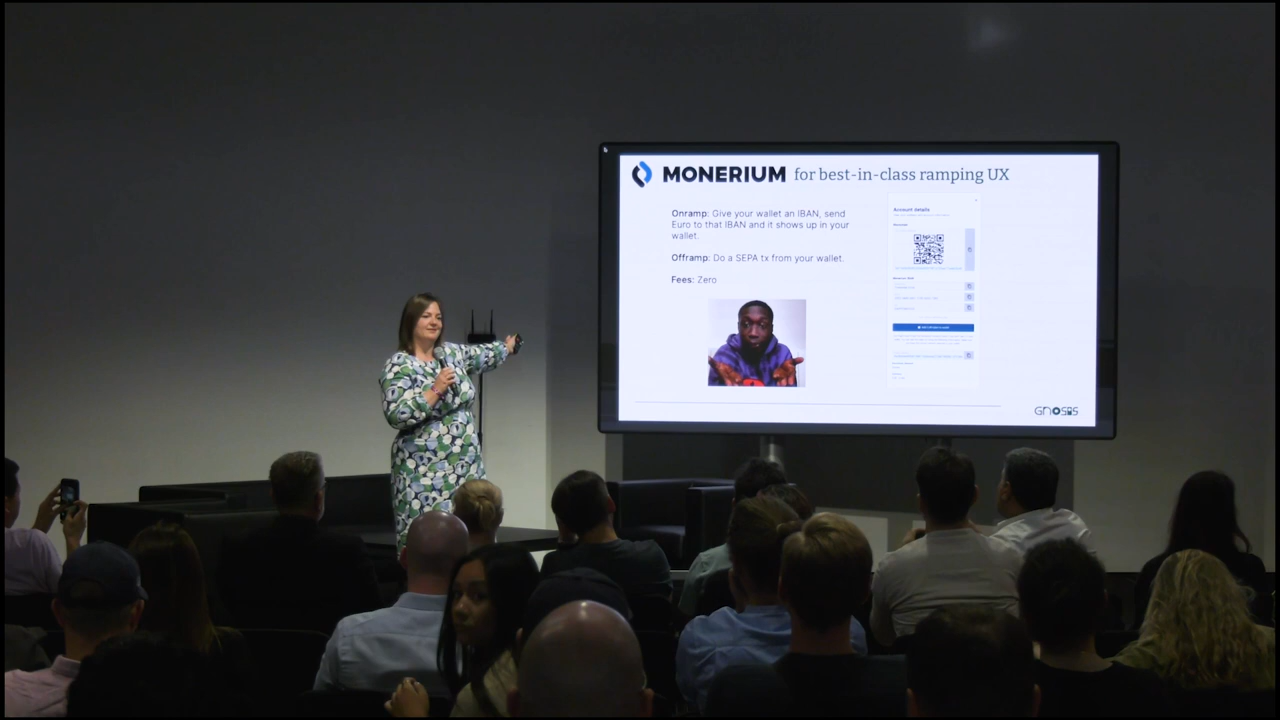 MONERIUM for best-in-class ramping UX
Onramp: Give your wallet an IBAN, send
Euro to that IBAN and it shows up in your
wallet.
Offramp: Do a SEPA tx from your wallet.
Fees: Zero
Account details
GNOSIS